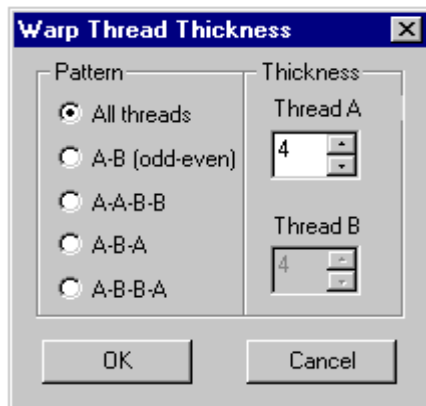 Warp Thread Thickness
Pattern
All threads
A-B (odd-even)
A-A-B-B
A-B-A
A-B-B-A
Thickness
Thread A
4
Thread B
4
OK
Cancel